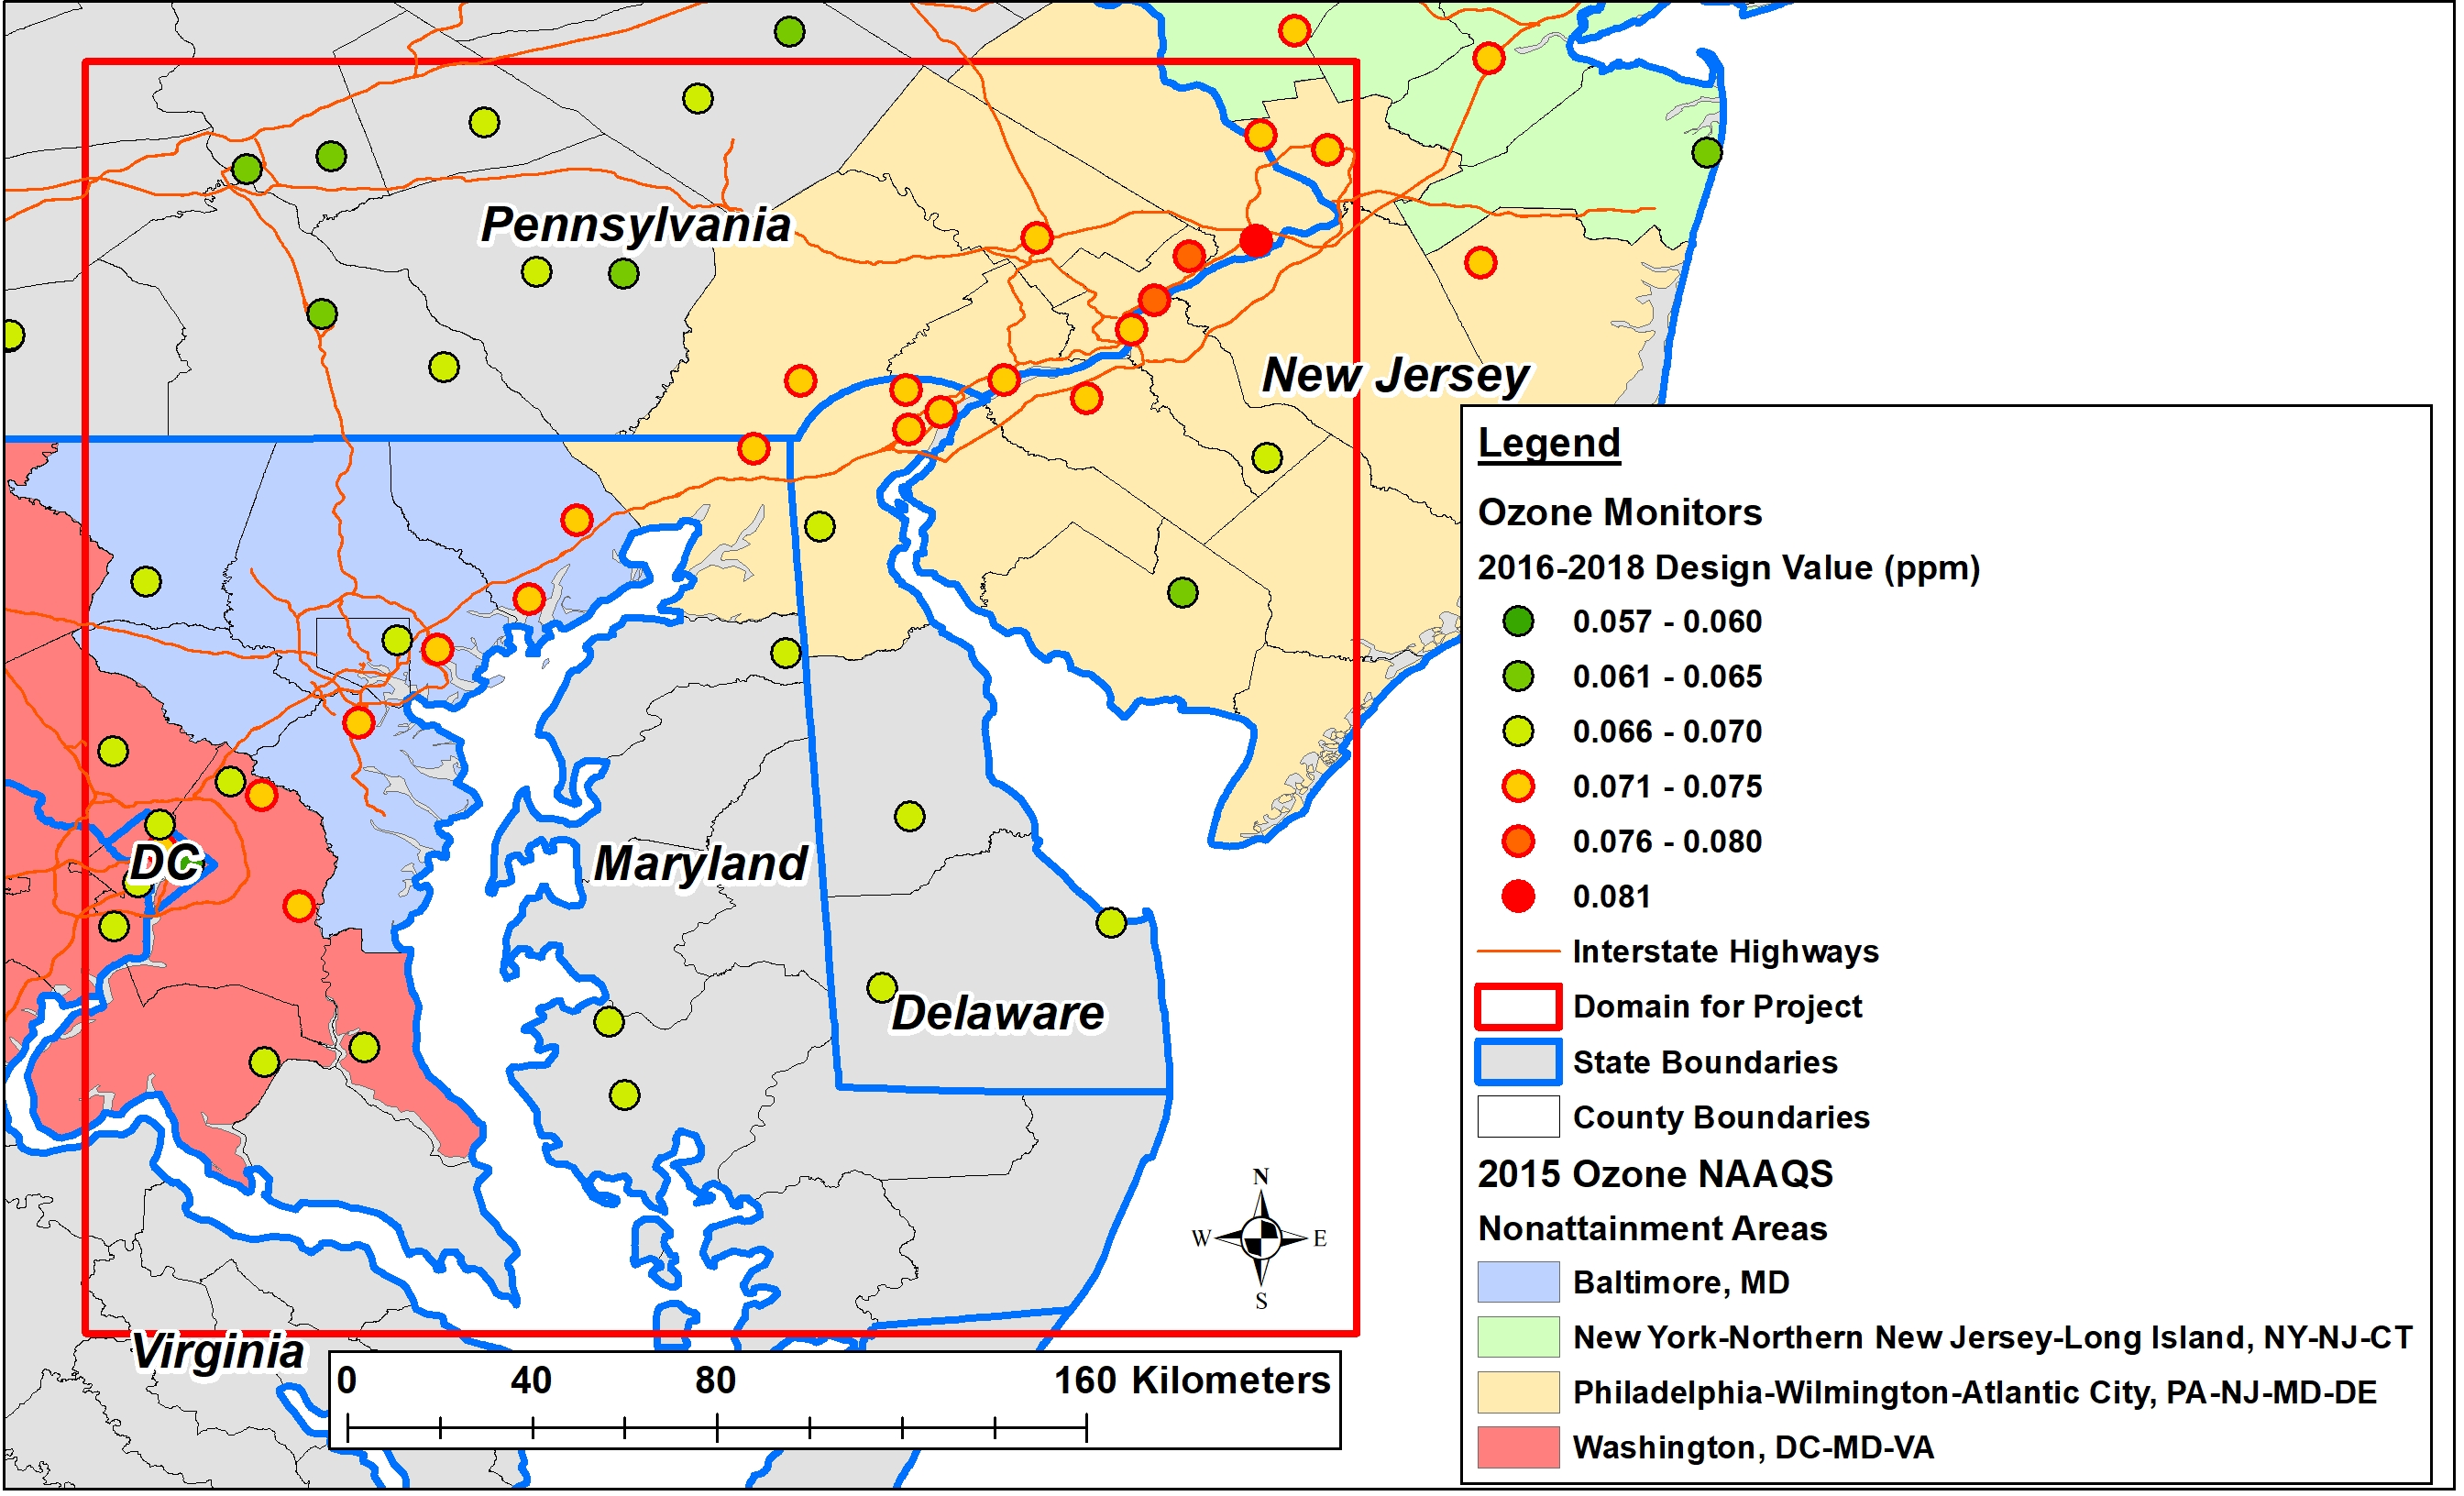 Pennsylvania
New Jersey
DC
Maryland
Delaware
Virginia
N
W E
S
0 40 80 160 Kilometers
Legend
Ozone Monitors
2016-2018 Design Value (ppm)
0.057 - 0.060
0.061 - 0.065
0.066 - 0.070
0.071 - 0.075
0.076 - 0.080
0.081
Interstate Highways
Domain for Project
State Boundaries
County Boundaries
2015 Ozone NAAQS
Nonattainment Areas
Baltimore, MD
New York-Northern New Jersey-Long Island, NY-NJ-CT
Philadelphia-Wilmington-Atlantic City, PA-NJ-MD-DE
Washington, DC-MD-VA